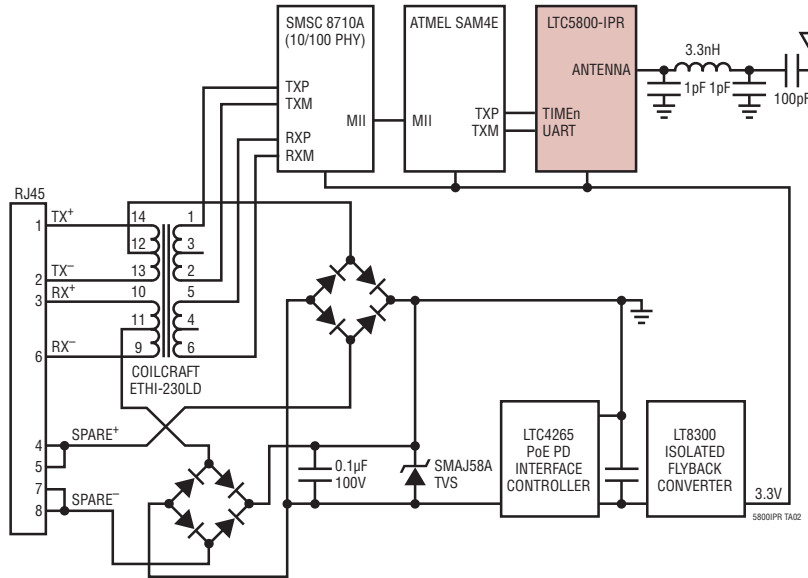 SMSC 8710A
(10/100 PHY)
TXP
TXM
RXP
RXM
MII
ATMEL SAM4E
MII
TXP
TXM
LTC5800-IPR
ANTENNA
TIMEn
UART
3.3nH
1pF
1pF
100pF
RJ45
1
TX+
2
TX–
3
RX+
6
RX–
4
SPARE+
5
7
SPARE–
8
14
12
13
10
11
9
1
3
2
5
4
6
COILCRAFT
ETHI-230LD
0.1µF
100V
SMAJ58A
TVS
LTC4265
PoE PD
INTERFACE
CONTROLLER
LT8300
ISOLATED
FLYBACK
CONVERTER
3.3V
5800IPR TA02